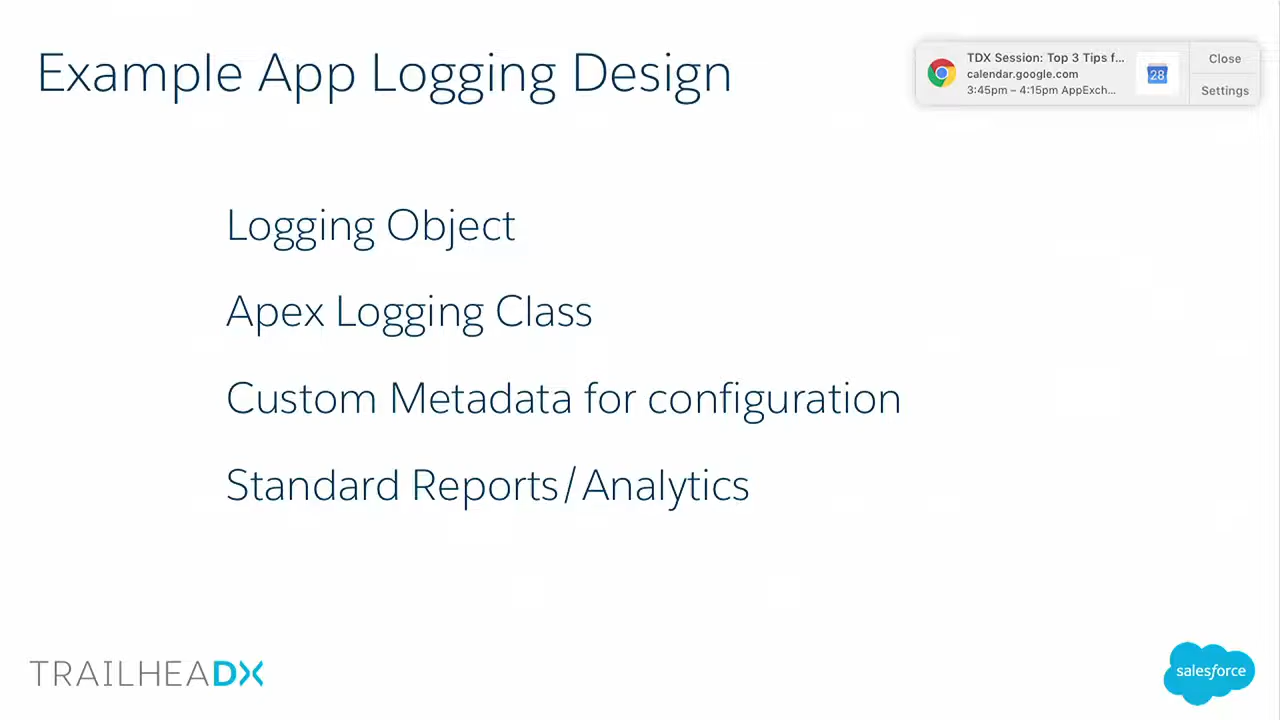 Example App Logging Design
TDX Session: Top 3 Tips f...
calendar.google.com
3:45pm – 4:15pm AppExch...
28
Close
Settings
Logging Object
Apex Logging Class
Custom Metadata for configuration
Standard Reports/Analytics
TRAILHEADX
salesforce